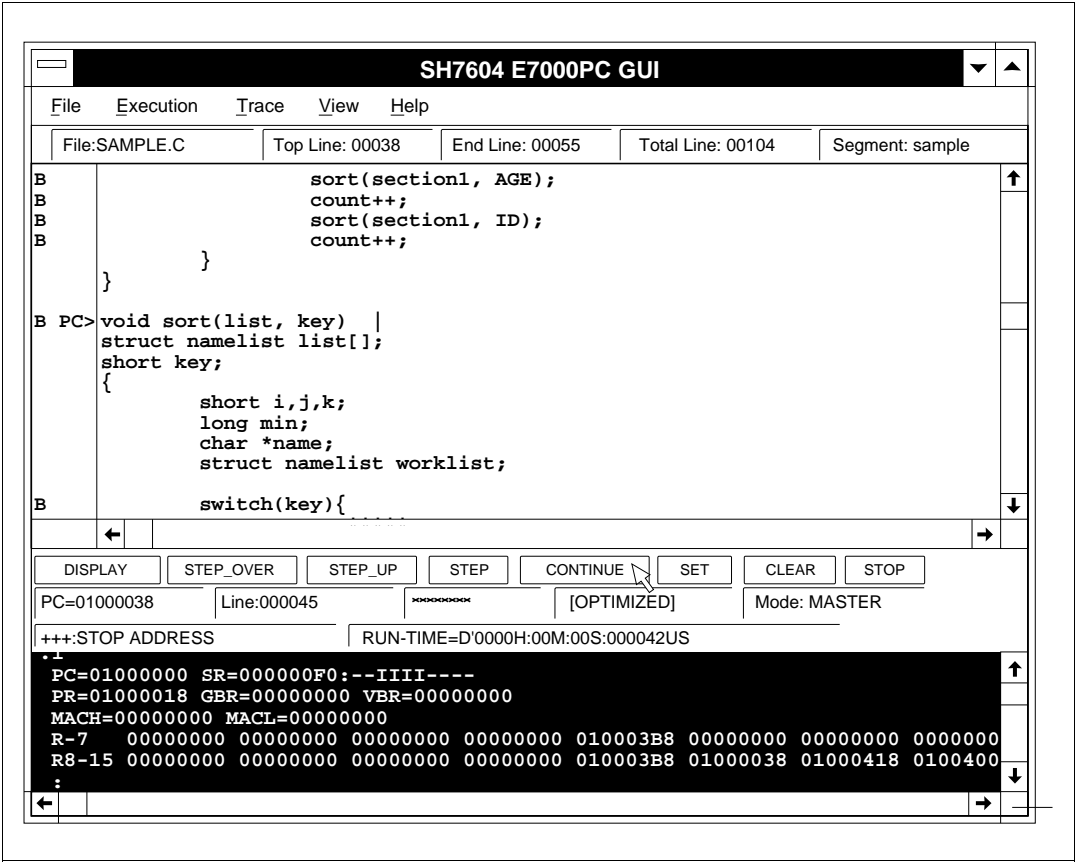 SH7604 E7000PC GUI
File Execution Trace View Help
File:SAMPLE.C Top Line: 00038 End Line: 00055 Total Line: 00104 Segment: sample
B sort(section1, AGE);
B count++;
B sort(section1, ID);
B count++;
}
}
B PC> void sort(list, key) |
struct namelist list[];
short key;
{
short i,j,k;
long min;
char *name;
struct namelist worklist;
B switch(key){
DISPLAY STEP_OVER STEP_UP STEP CONTINUE SET CLEAR STOP
PC=01000038 Line:000045 ******** [OPTIMIZED] Mode: MASTER
+++:STOP ADDRESS RUN-TIME=D'0000H:00M:00S:000042US
PC=01000000 SR=000000F0:--IIII----
PR=01000018 GBR=00000000 VBR=00000000
MACH=00000000 MACL=00000000
R-7 00000000 00000000 00000000 00000000 010003B8 00000000 00000000 0000000
R8-15 00000000 00000000 00000000 00000000 010003B8 01000038 01000418 0100400
: